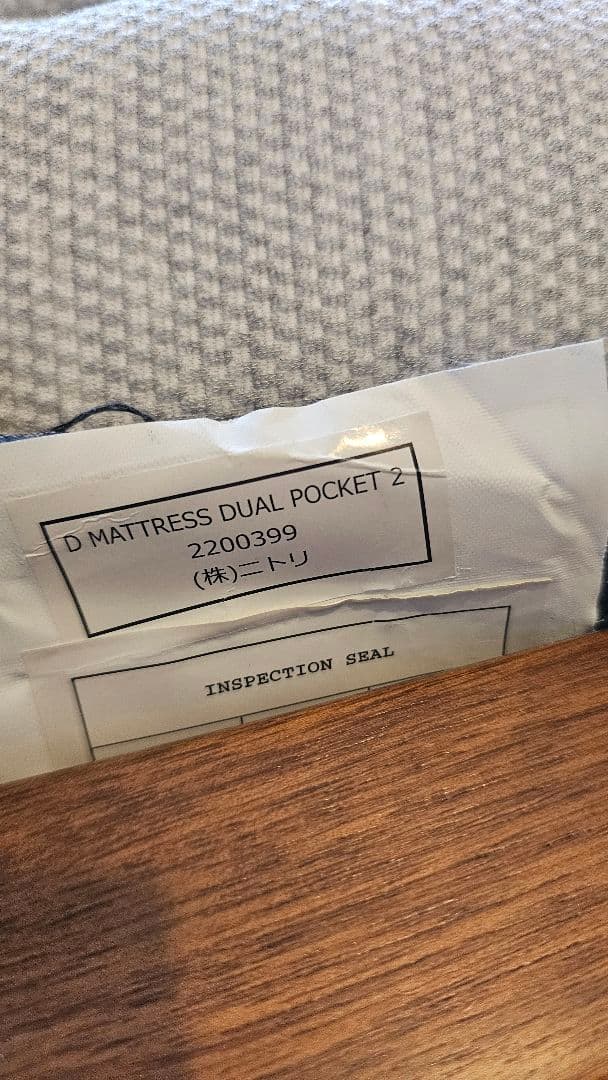 D MATTRESS DUAL POCKET 2
2200399
(株)ニトリ
INSPECTION SEAL